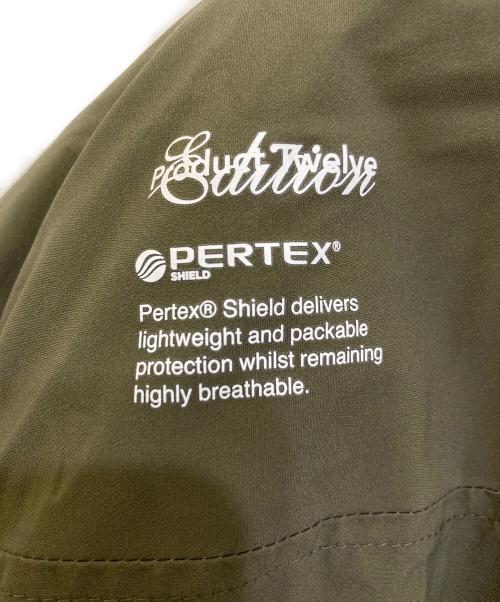 Product Twelve
Edition
PERTEX®
SHIELD
Pertex® Shield delivers
lightweight and packable
protection whilst remaining
highly breathable.